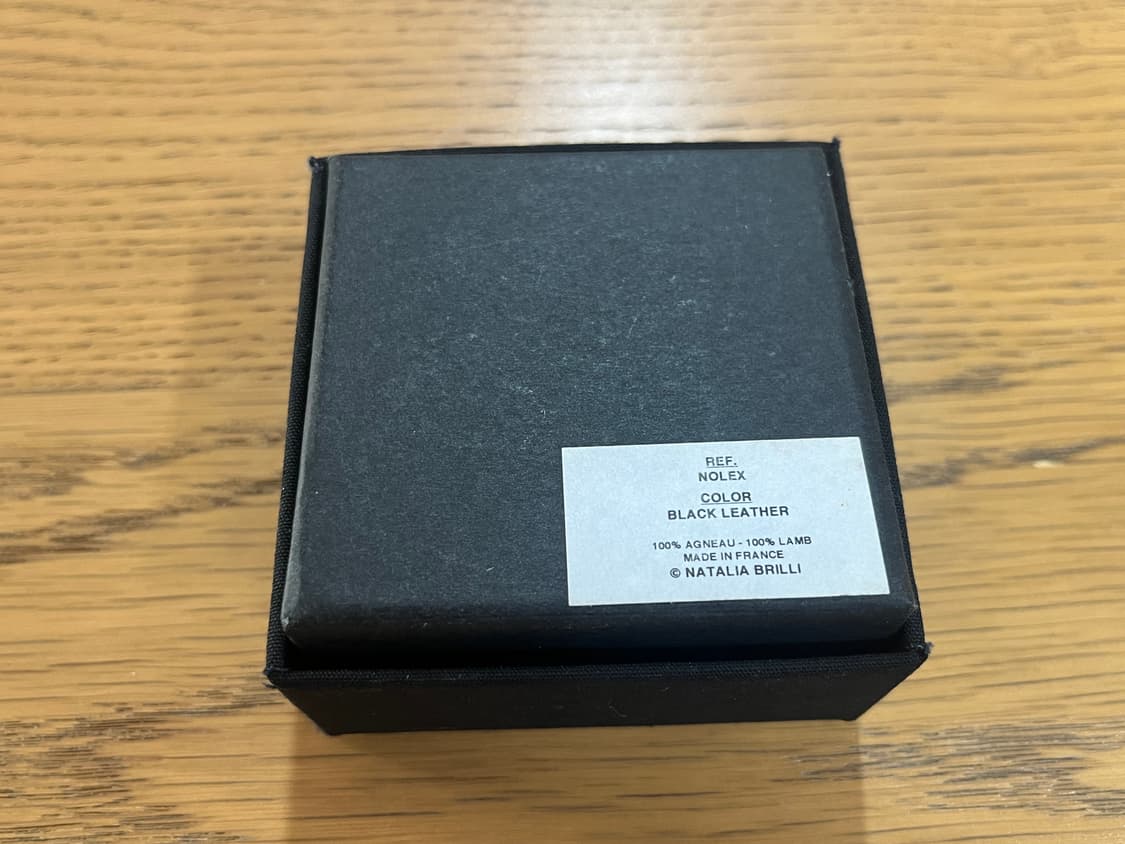 REF.
NOLEX
COLOR
BLACK LEATHER
100% AGNEAU - 100% LAMB
MADE IN FRANCE
© NATALIA BRILLI